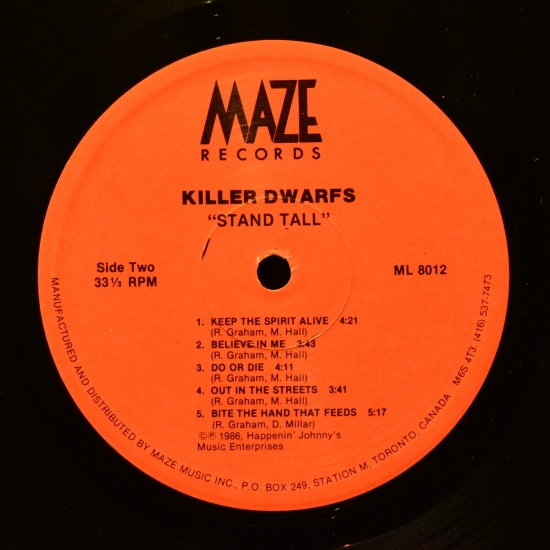 MAZE
RECORDS
KILLER DWARFS
"STAND TALL"
Side Two
33⅓ RPM
ML 8012
1. KEEP THE SPIRIT ALIVE 4:21
(R. Graham, M. Hall)
2. BELIEVE IN ME 3:43
(R. Graham, M. Hall)
3. DO OR DIE 4:11
(R. Graham, M. Hall)
4. OUT IN THE STREETS 3:41
(R. Graham, M. Hall)
5. BITE THE HAND THAT FEEDS 5:17
(R. Graham, D. Millar)
©℗ 1986, Happenin' Johnny's
Music Enterprises
MANUFACTURED AND DISTRIBUTED BY MAZE MUSIC INC., P.O. BOX 249, STATION M, TORONTO, CANADA M6S 4T3. (416) 537-7473